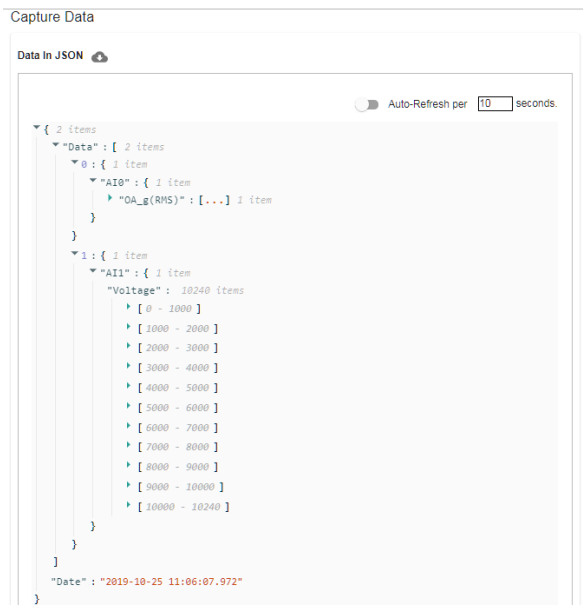 Capture Data
Data In JSON
Auto-Refresh per 10 seconds.
{ 2 items
"Data" : [ 2 items
0 : { 1 item
"AI0" : { 1 item
"OA_g(RMS)" : [...] 1 item
}
}
1 : { 1 item
"AI1" : { 1 item
"Voltage" : 10240 items
[ 0 - 1000 ]
[ 1000 - 2000 ]
[ 2000 - 3000 ]
[ 3000 - 4000 ]
[ 4000 - 5000 ]
[ 5000 - 6000 ]
[ 6000 - 7000 ]
[ 7000 - 8000 ]
[ 8000 - 9000 ]
[ 9000 - 10000 ]
[ 10000 - 10240 ]
}
}
]
"Date" : "2019-10-25 11:06:07.972"
}